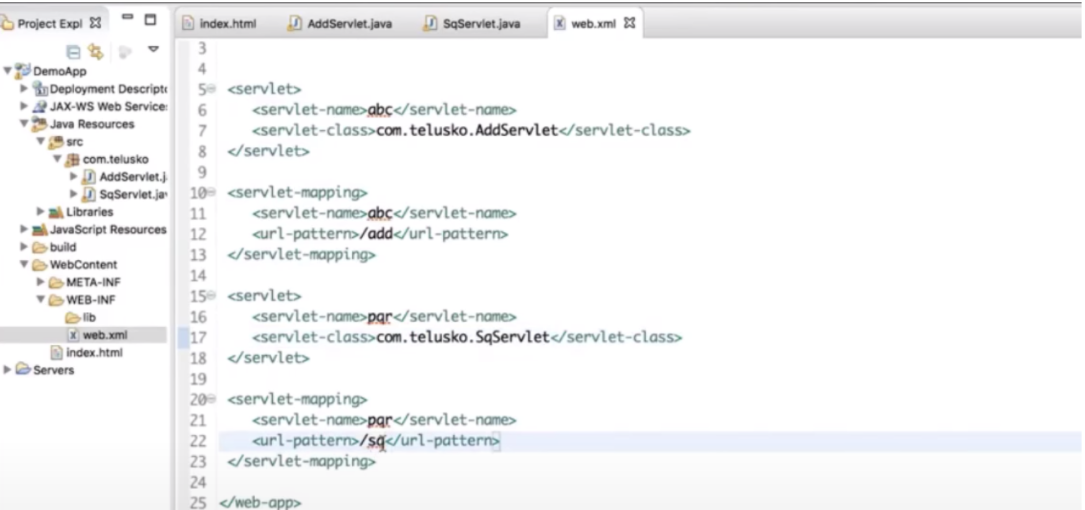 Project Expl
index.html
AddServlet.java
SqServlet.java
web.xml
DemoApp
Deployment Descripto
JAX-WS Web Service:
Java Resources
src
com.telusko
AddServlet.j
SqServlet.ja
Libraries
JavaScript Resources
build
WebContent
META-INF
WEB-INF
lib
web.xml
index.html
Servers
3
4
5 <servlet>
6 <servlet-name>abc</servlet-name>
7 <servlet-class>com.telusko.AddServlet</servlet-class>
8 </servlet>
9
10 <servlet-mapping>
11 <servlet-name>abc</servlet-name>
12 <url-pattern>/add</url-pattern>
13 </servlet-mapping>
14
15 <servlet>
16 <servlet-name>pqr</servlet-name>
17 <servlet-class>com.telusko.SqServlet</servlet-class>
18 </servlet>
19
20 <servlet-mapping>
21 <servlet-name>pqr</servlet-name>
22 <url-pattern>/sq</url-pattern>
23 </servlet-mapping>
24
25 </web-app>